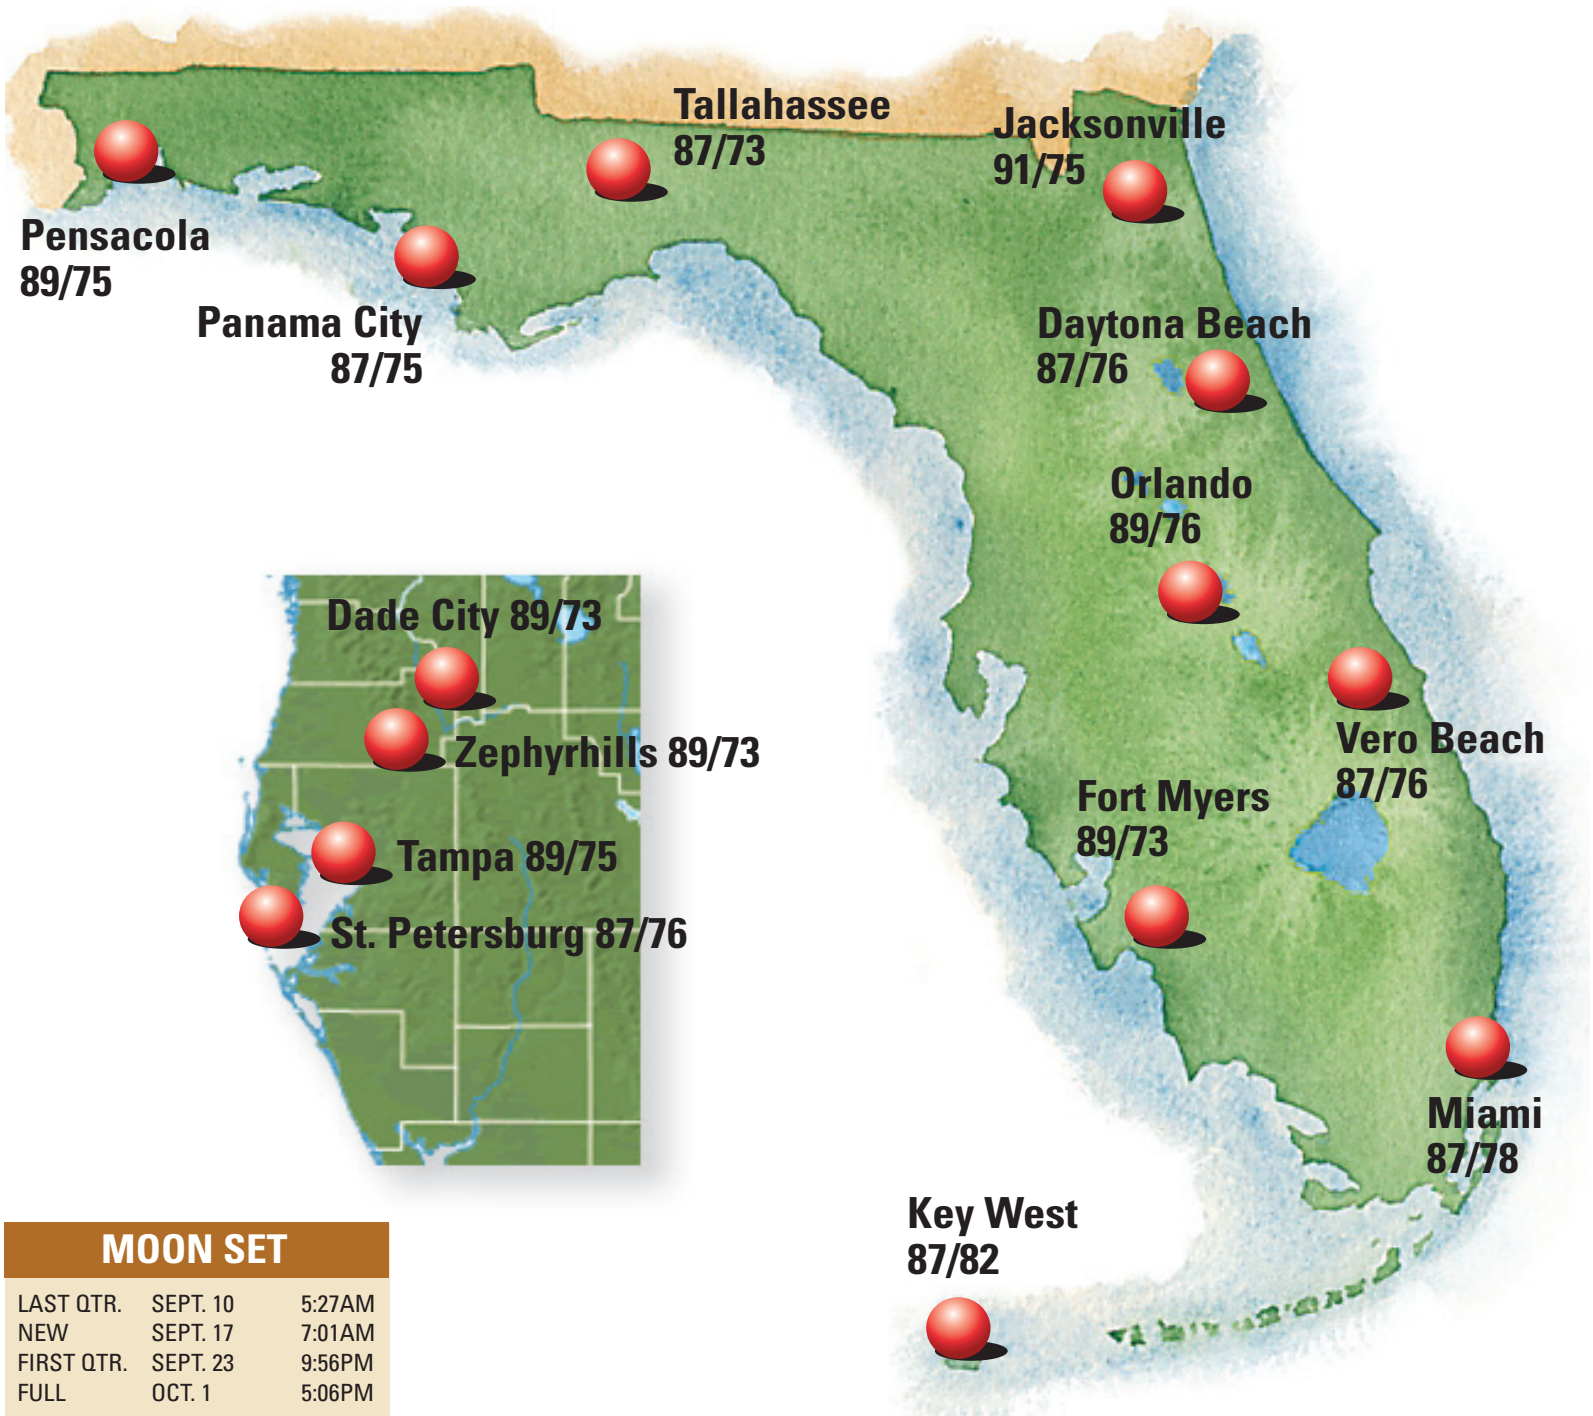 Tallahassee
87/73
Jacksonville
91/75
Pensacola
89/75
Panama City
87/75
Daytona Beach
87/76
Orlando
89/76
Dade City 89/73
Zephyrhills 89/73
Vero Beach
87/76
Fort Myers
89/73
Tampa 89/75
St. Petersburg 87/76
Miami
87/78
Key West
87/82
MOON SET
LAST QTR. SEPT. 10 5:27AM
NEW SEPT. 17 7:01AM
FIRST QTR. SEPT. 23 9:56PM
FULL OCT. 1 5:06PM